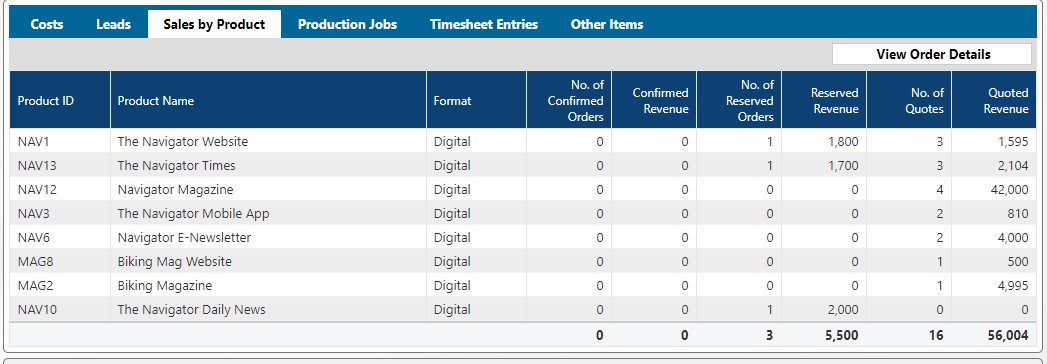 Costs Leads Sales by Product Production Jobs Timesheet Entries Other Items
View Order Details
Product ID Product Name Format No. of Confirmed Orders Confirmed Revenue No. of Reserved Orders Reserved Revenue No. of Quotes Quoted Revenue
NAV1 The Navigator Website Digital 0 0 1 1,800 3 1,595
NAV13 The Navigator Times Digital 0 0 1 1,700 3 2,104
NAV12 Navigator Magazine Digital 0 0 0 0 4 42,000
NAV3 The Navigator Mobile App Digital 0 0 0 0 2 810
NAV6 Navigator E-Newsletter Digital 0 0 0 0 2 4,000
MAG8 Biking Mag Website Digital 0 0 0 0 1 500
MAG2 Biking Magazine Digital 0 0 0 0 1 4,995
NAV10 The Navigator Daily News Digital 0 0 1 2,000 0 0
0 0 3 5,500 16 56,004